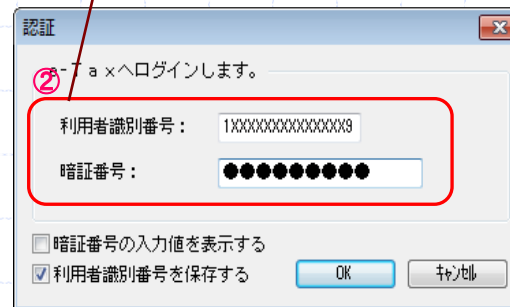 認証
②
e-Taxへログインします。
利用者識別番号： 1XXXXXXXXXXXXXX9
暗証番号： ●●●●●●●●●
暗証番号の入力値を表示する
利用者識別番号を保存する OK ｷｬﾝｾﾙ